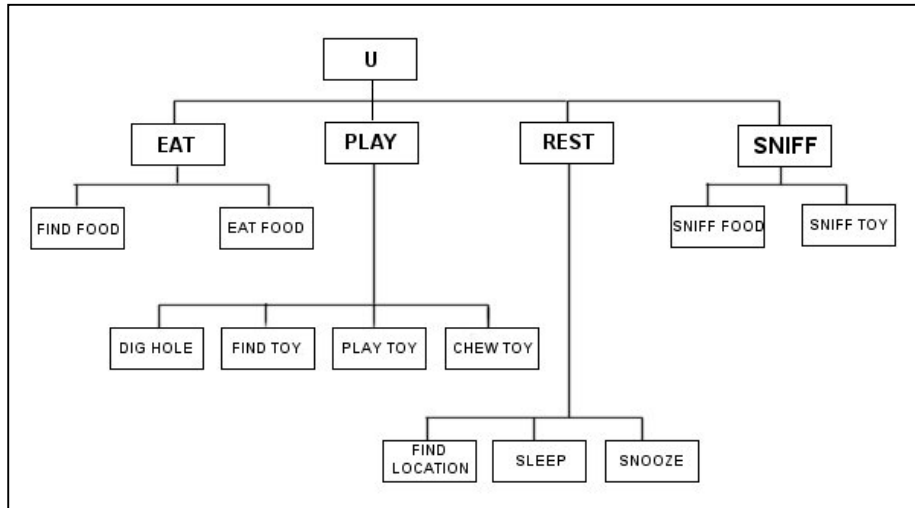 U
EAT
PLAY
REST
SNIFF
FIND FOOD
EAT FOOD
SNIFF FOOD
SNIFF TOY
DIG HOLE
FIND TOY
PLAY TOY
CHEW TOY
FIND
LOCATION
SLEEP
SNOOZE